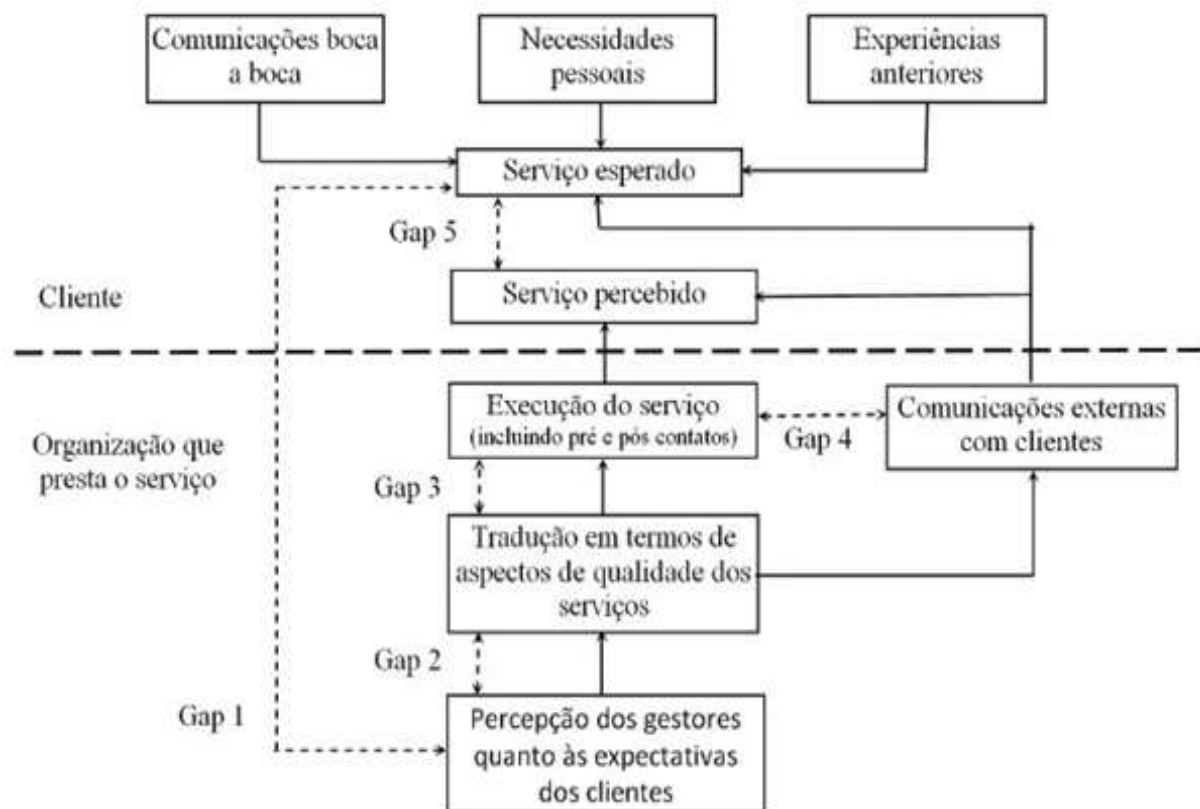 Comunicações boca
a boca
Necessidades
pessoais
Experiências
anteriores
Serviço esperado
Gap 5
Serviço percebido
Cliente
Execução do serviço
(incluindo pré e pós contatos)
Gap 4
Comunicações externas
com clientes
Organização que
presta o serviço
Gap 3
Tradução em termos de
aspectos de qualidade dos
serviços
Gap 2
Gap 1
Percepção dos gestores
quanto às expectativas
dos clientes